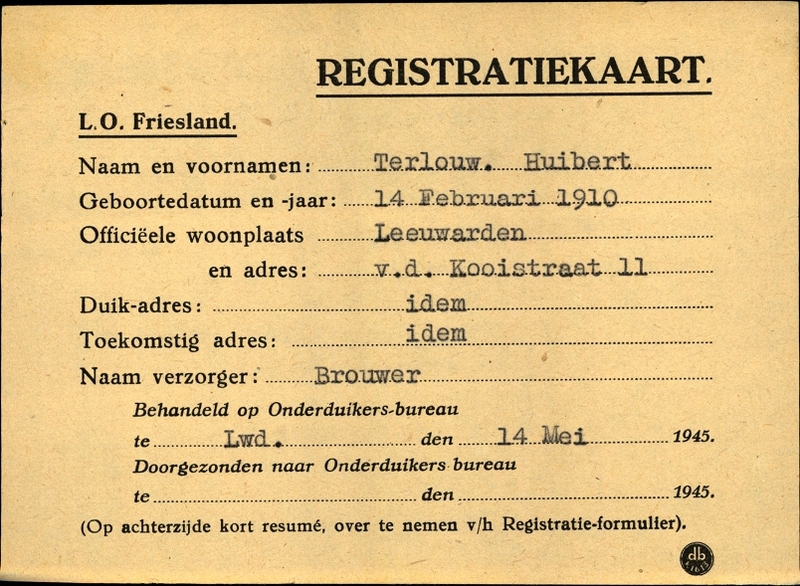 REGISTRATIEKAART.
L.O. Friesland.
Naam en voornamen: Terlouw. Huibert
Geboortedatum en -jaar: 14 Februari 1910
Officiëele woonplaats Leeuwarden
en adres: v.d. Kooistraat 11
Duik-adres: idem
Toekomstig adres: idem
Naam verzorger: Brouwer
Behandeld op Onderduikers-bureau
te Lwd. den 14 Mei 1945.
Doorgezonden naar Onderduikers bureau
te den 1945.
(Op achterzijde kort resumé, over te nemen v/h Registratie-formulier).
db